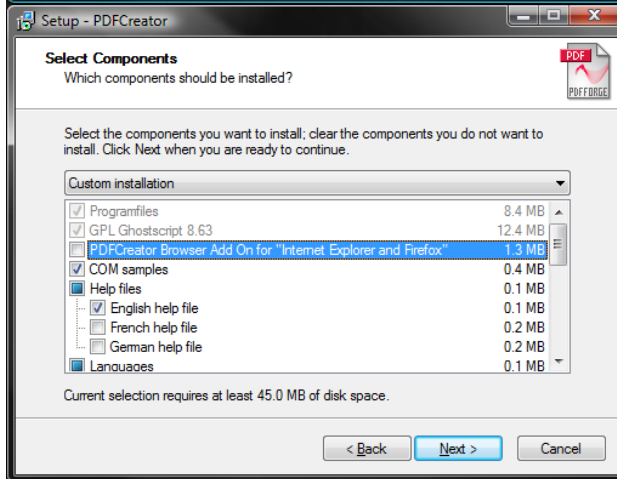 Setup - PDFCreator
Select Components
Which components should be installed?
PDF
PDFFORGE
Select the components you want to install; clear the components you do not want to
install. Click Next when you are ready to continue.
Custom installation
Programfiles 8.4 MB
GPL Ghostscript 8.63 12.4 MB
PDFCreator Browser Add On for "Internet Explorer and Firefox" 1.3 MB
COM samples 0.4 MB
Help files 0.1 MB
English help file 0.1 MB
French help file 0.2 MB
German help file 0.2 MB
Languages 0.1 MB
Current selection requires at least 45.0 MB of disk space.
< Back Next > Cancel